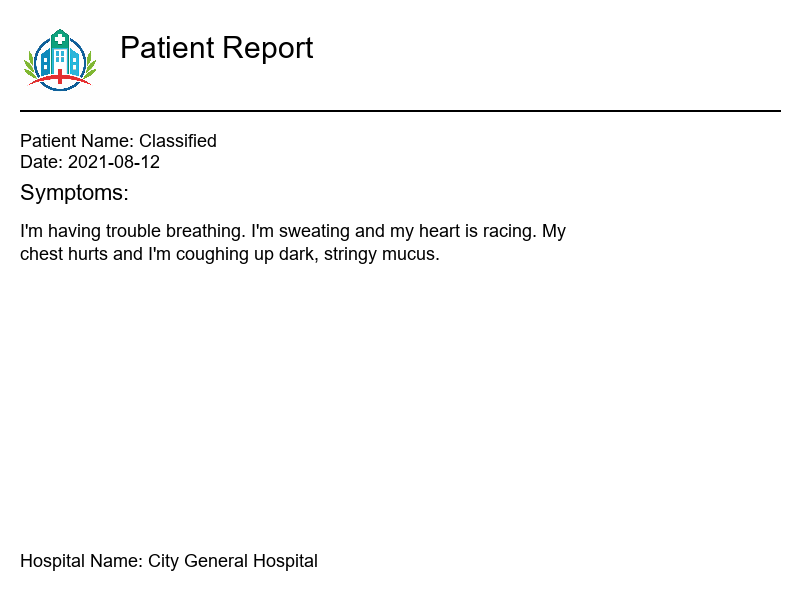 Patient Report
Patient Name: Classified
Date: 2021-08-12
Symptoms:
I'm having trouble breathing. I'm sweating and my heart is racing. My
chest hurts and I'm coughing up dark, stringy mucus.
Hospital Name: City General Hospital